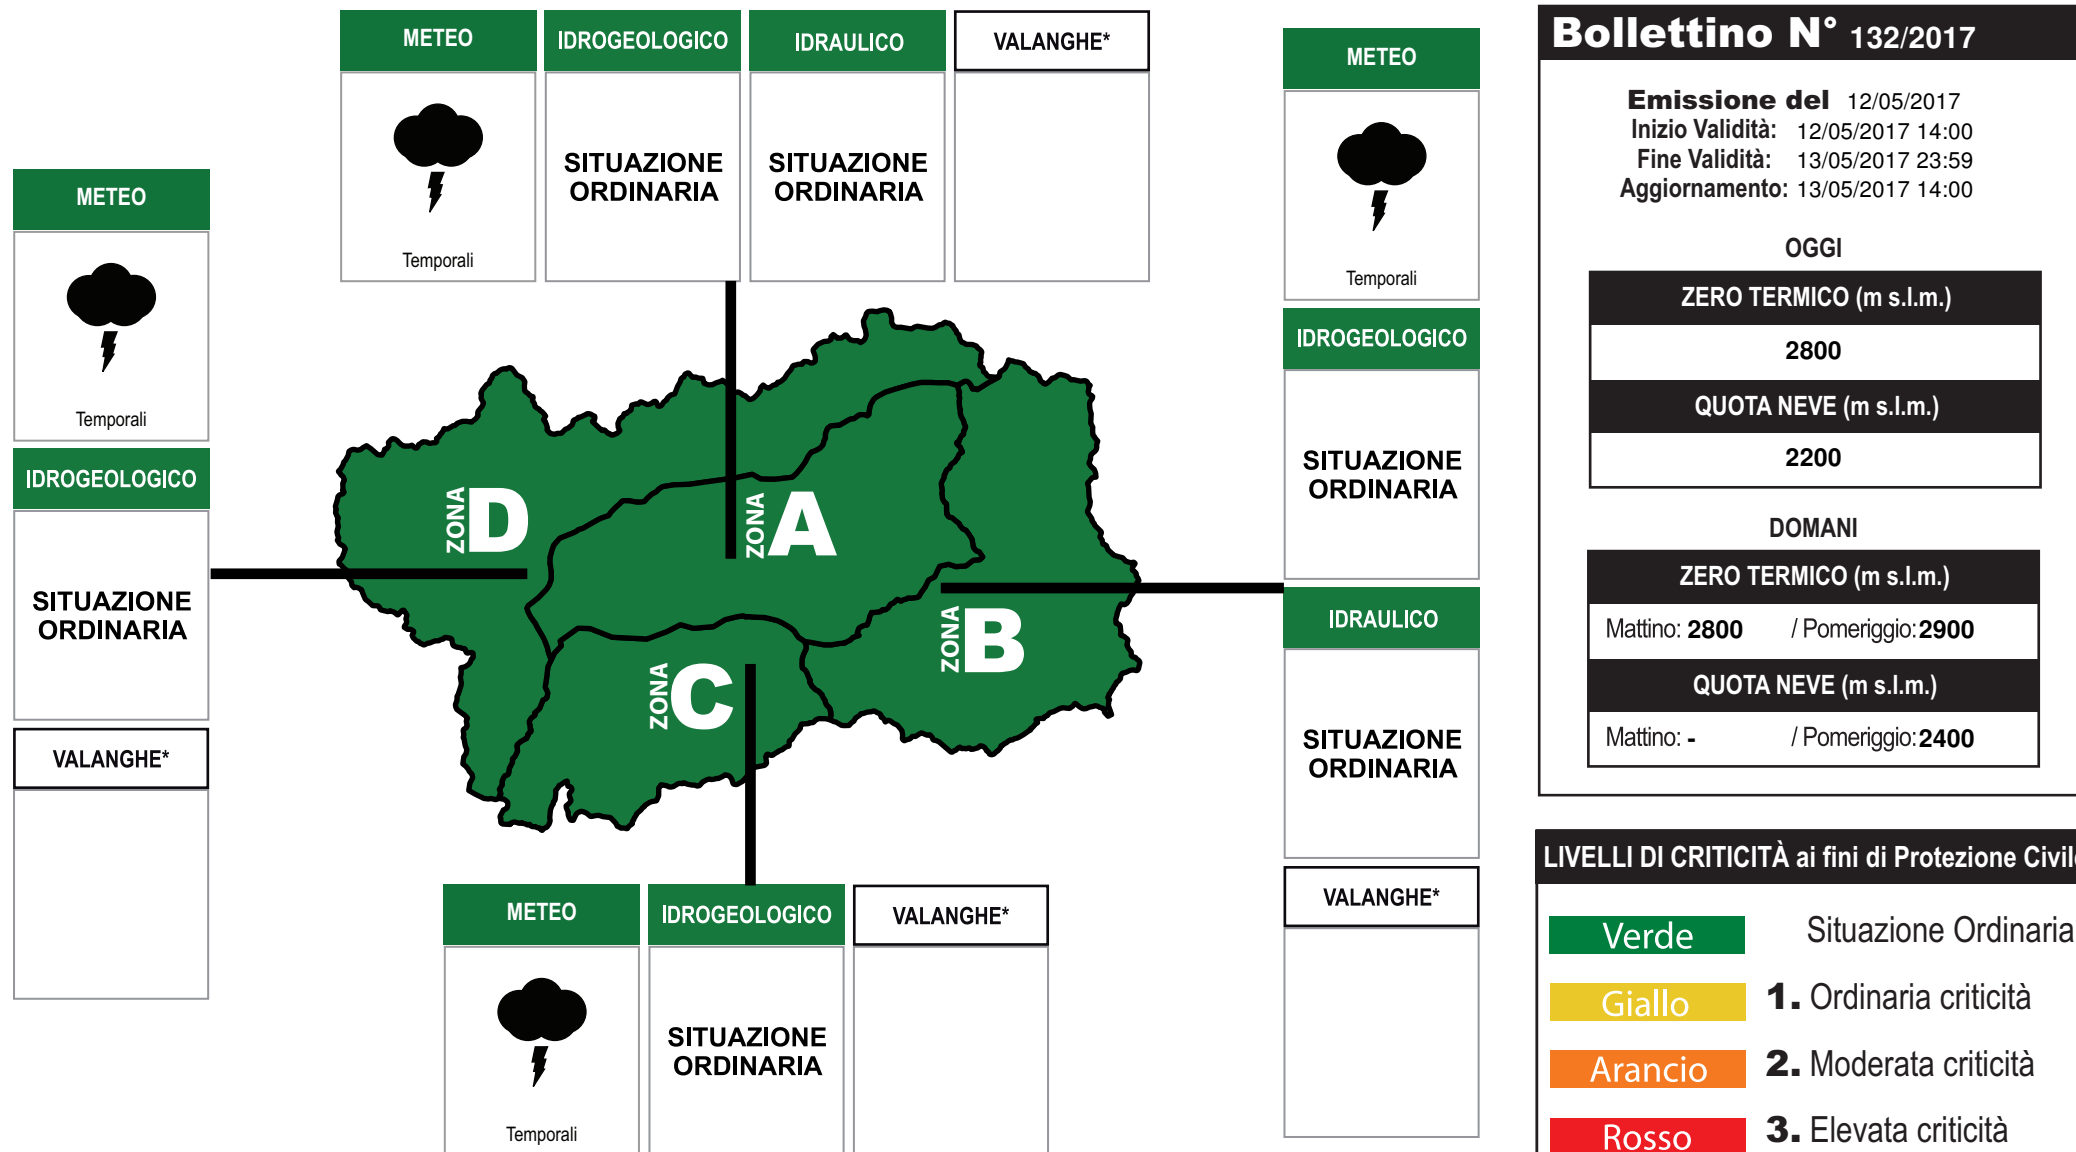 METEO
IDROGEOLOGICO
IDRAULICO
VALANGHE*
Temporali
SITUAZIONE
ORDINARIA
SITUAZIONE
ORDINARIA
METEO
Temporali
IDROGEOLOGICO
SITUAZIONE
ORDINARIA
VALANGHE*
ZONA D
ZONA A
ZONA B
ZONA C
METEO
Temporali
IDROGEOLOGICO
SITUAZIONE
ORDINARIA
IDRAULICO
SITUAZIONE
ORDINARIA
VALANGHE*
METEO
IDROGEOLOGICO
VALANGHE*
Temporali
SITUAZIONE
ORDINARIA
Bollettino N° 132/2017
Emissione del 12/05/2017
Inizio Validità: 12/05/2017 14:00
Fine Validità: 13/05/2017 23:59
Aggiornamento: 13/05/2017 14:00
OGGI
ZERO TERMICO (m s.l.m.)
2800
QUOTA NEVE (m s.l.m.)
2200
DOMANI
ZERO TERMICO (m s.l.m.)
Mattino: 2800 / Pomeriggio: 2900
QUOTA NEVE (m s.l.m.)
Mattino: - / Pomeriggio: 2400
LIVELLI DI CRITICITÀ ai fini di Protezione Civile
Verde Situazione Ordinaria
Giallo 1. Ordinaria criticità
Arancio 2. Moderata criticità
Rosso 3. Elevata criticità